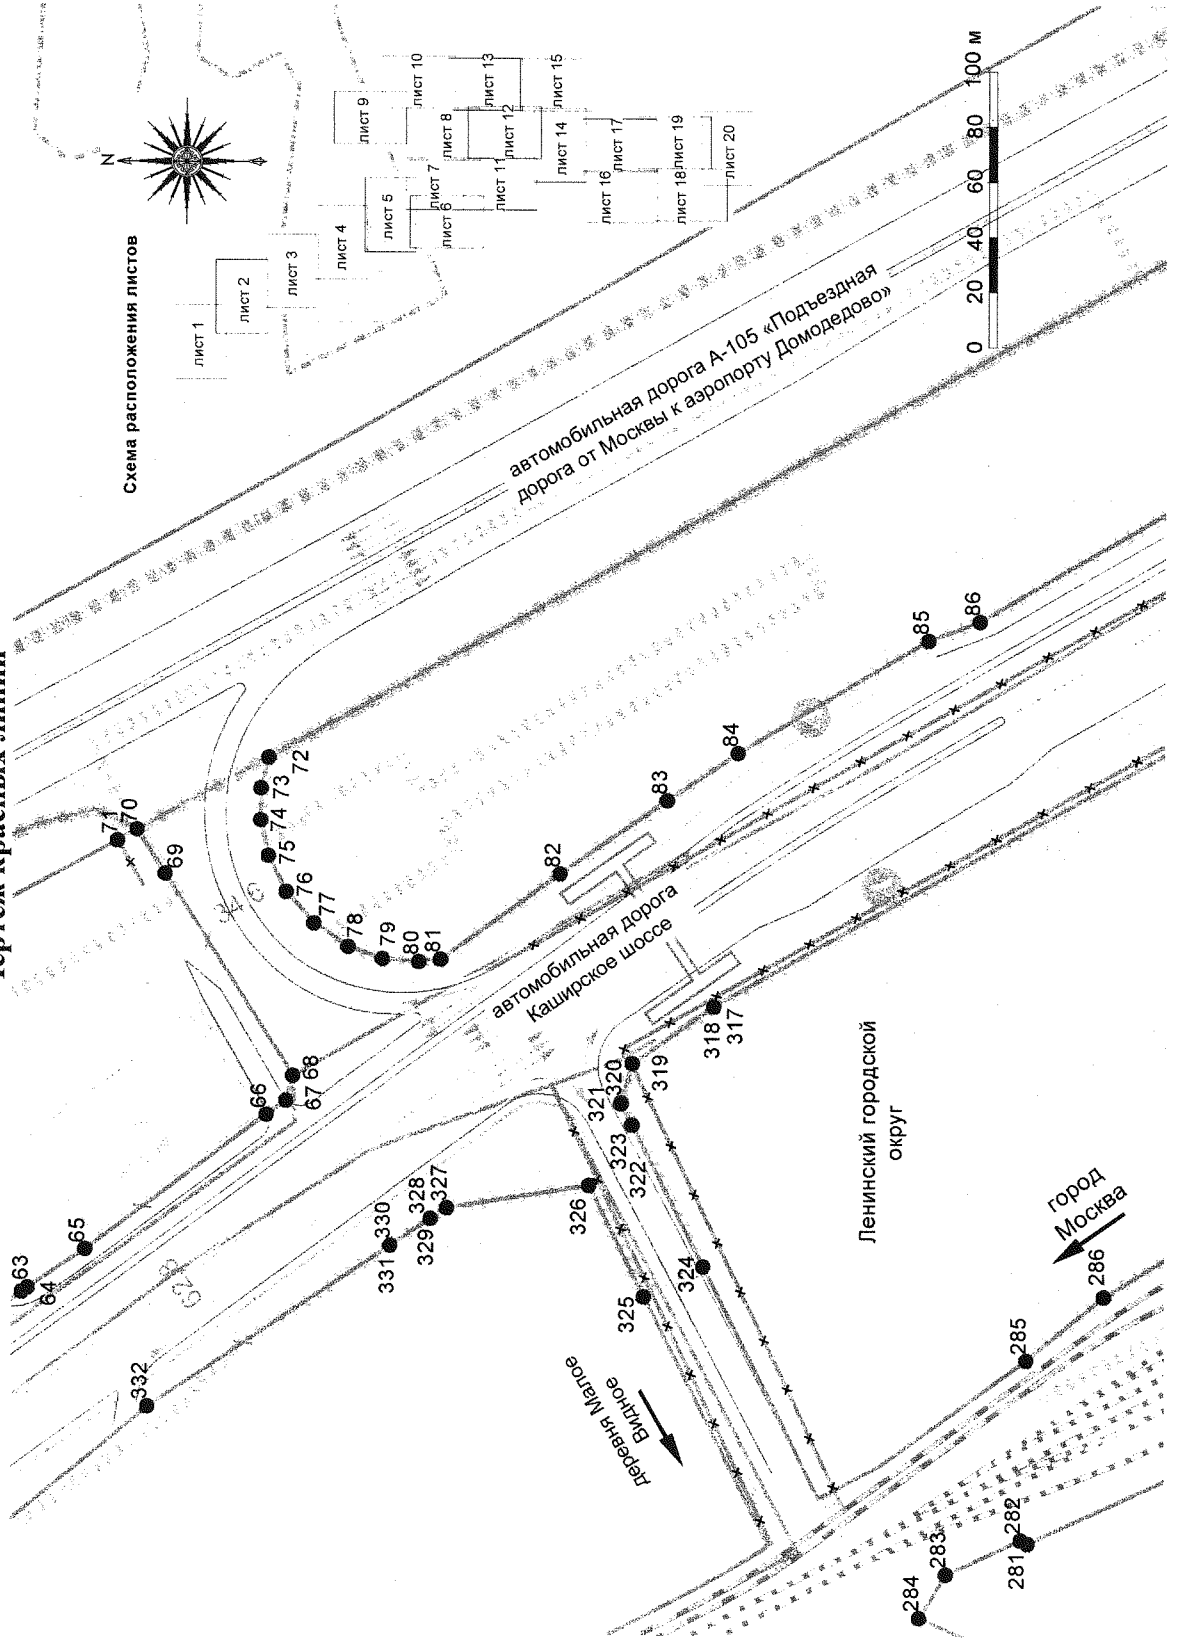 Чертеж красных линий
Схема расположения листов
N
лист 1
лист 2
лист 3
лист 4
лист 5
лист 6
лист 7
лист 8
лист 9
лист 10
лист 11
лист 12
лист 13
лист 14
лист 15
лист 16
лист 17
лист 18
лист 19
лист 20
автомобильная дорога А-105 «Подъездная
дорога от Москвы к аэропорту Домодедово»
0 20 40 60 80 100 м
63
64
65
66
67
68
69
70
71
72
73
74
75
76
77
78
79
80
81
82
83
84
85
86
346
автомобильная дорога
Каширское шоссе
317
318
319
320
321
322
323
324
325
326
327
328
329
330
331
332
деревня Малое
Видное
Ленинский городской
округ
город
Москва
281
282
283
284
285
286